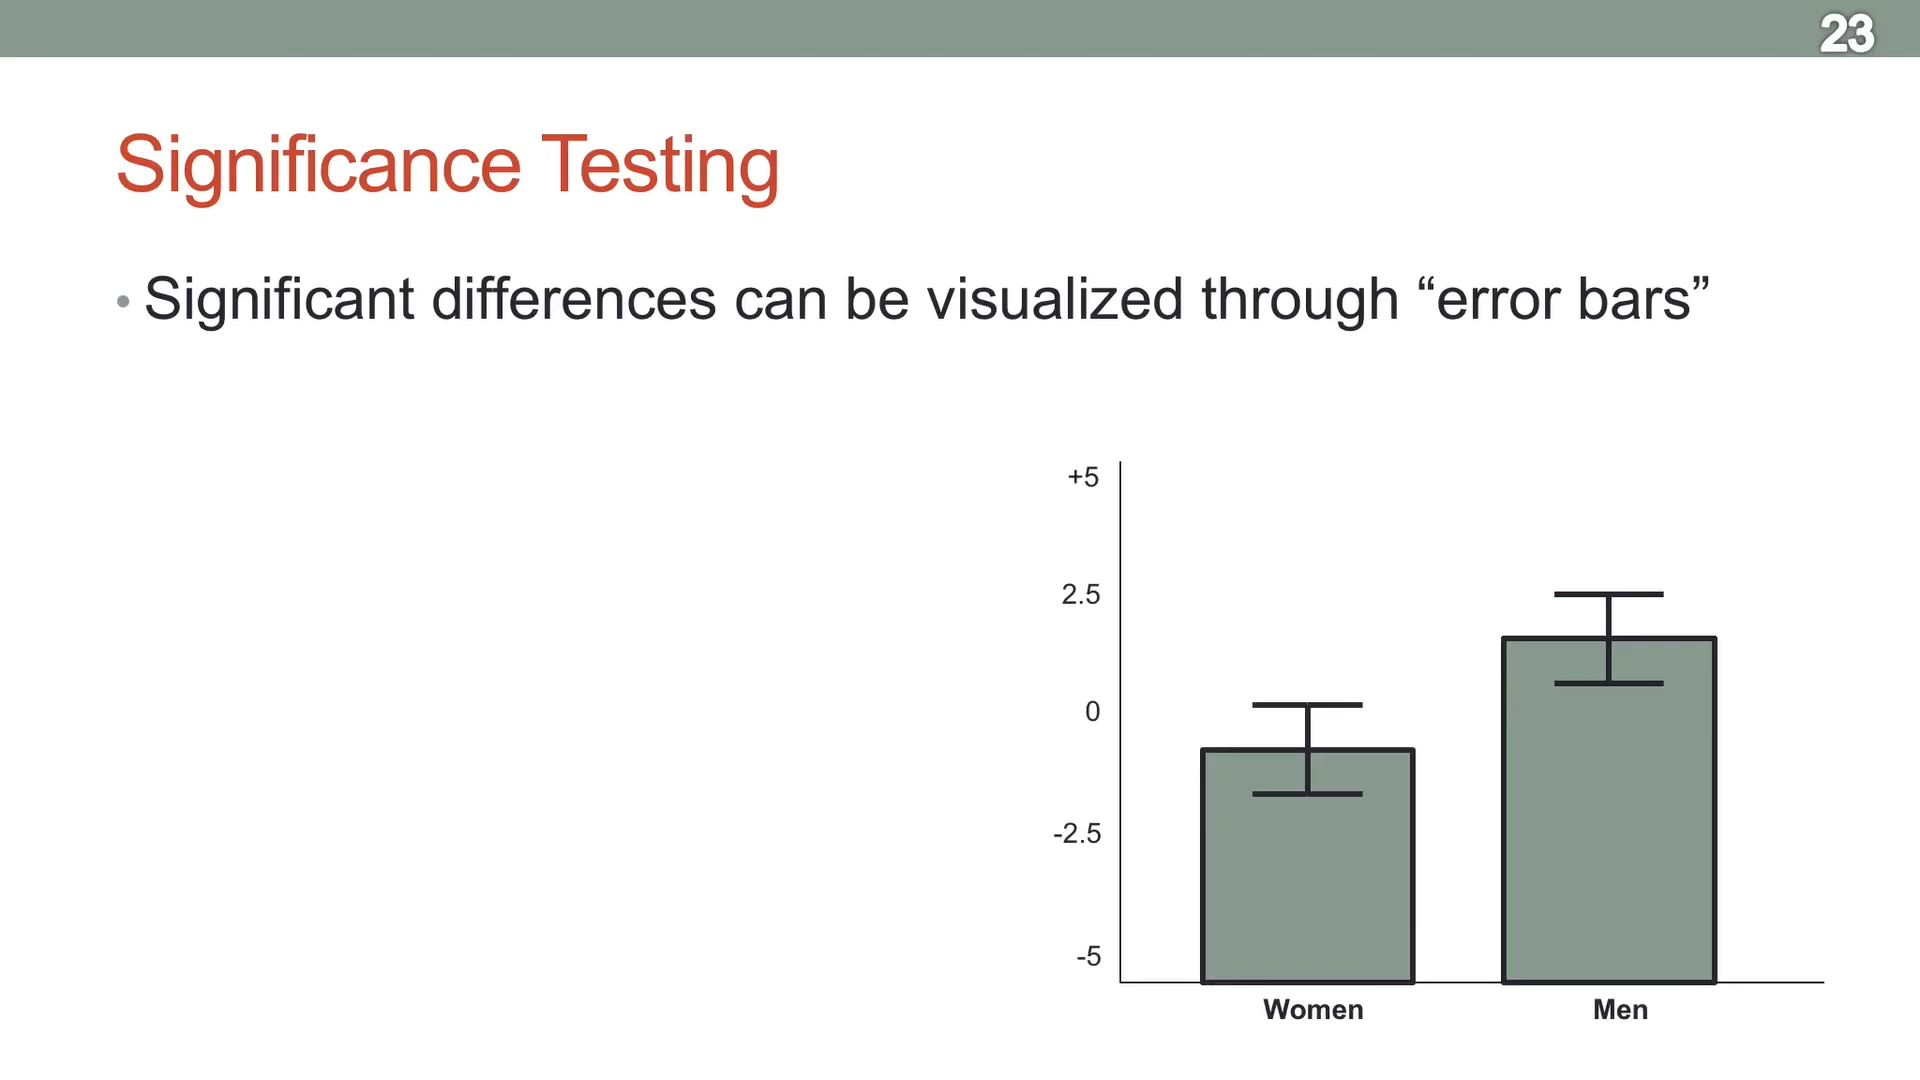 23
Significance Testing
• Significant differences can be visualized through “error bars”
+5
2.5
0
-2.5
-5
Women Men